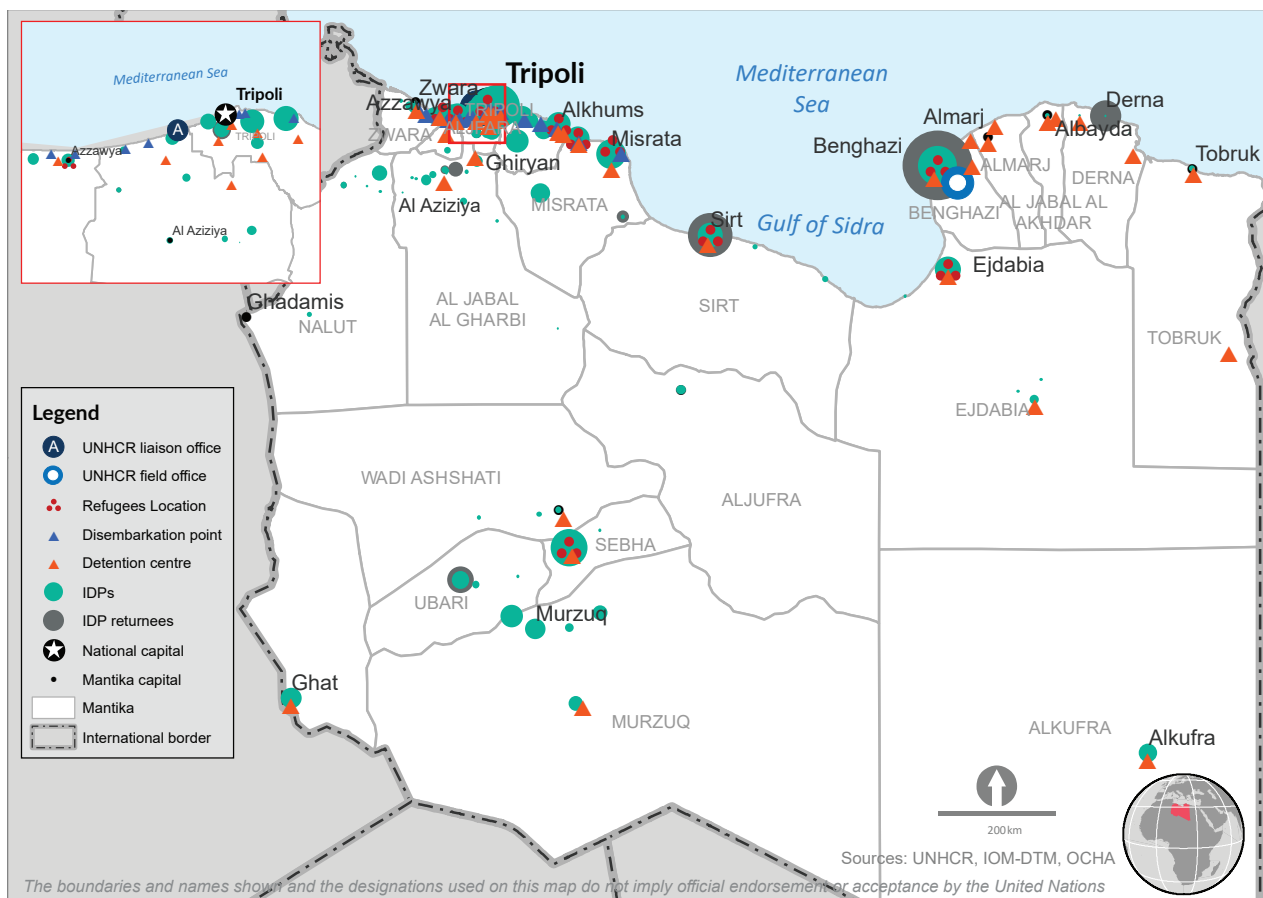 Mediterranean Sea
Tripoli
TRIPOLI
Azzawya
Al Aziziya
Tripoli
Zwara
Azzawya
TRIPOLI
ZWARA
Alkhums
Misrata
Ghiryan
Al Aziziya
MISRATA
Mediterranean
Sea
Gulf of Sidra
Sirt
Derna
Almarj
Albayda
Benghazi
Tobruk
ALMARJ
DERNA
BENGHAZI
AL JABAL AL
AKHDAR
Ejdabia
Ghadamis
NALUT
AL JABAL
AL GHARBI
SIRT
TOBRUK
EJDABIA
WADI ASHSHATI
ALJUFRA
SEBHA
UBARI
Murzuq
Ghat
MURZUQ
ALKUFRA
Alkufra
Legend
A
UNHCR liaison office
UNHCR field office
Refugees Location
Disembarkation point
Detention centre
IDPs
IDP returnees
National capital
Mantika capital
Mantika
International border
A
200 km
Sources: UNHCR, IOM-DTM, OCHA
The boundaries and names shown and the designations used on this map do not imply official endorsement or acceptance by the United Nations